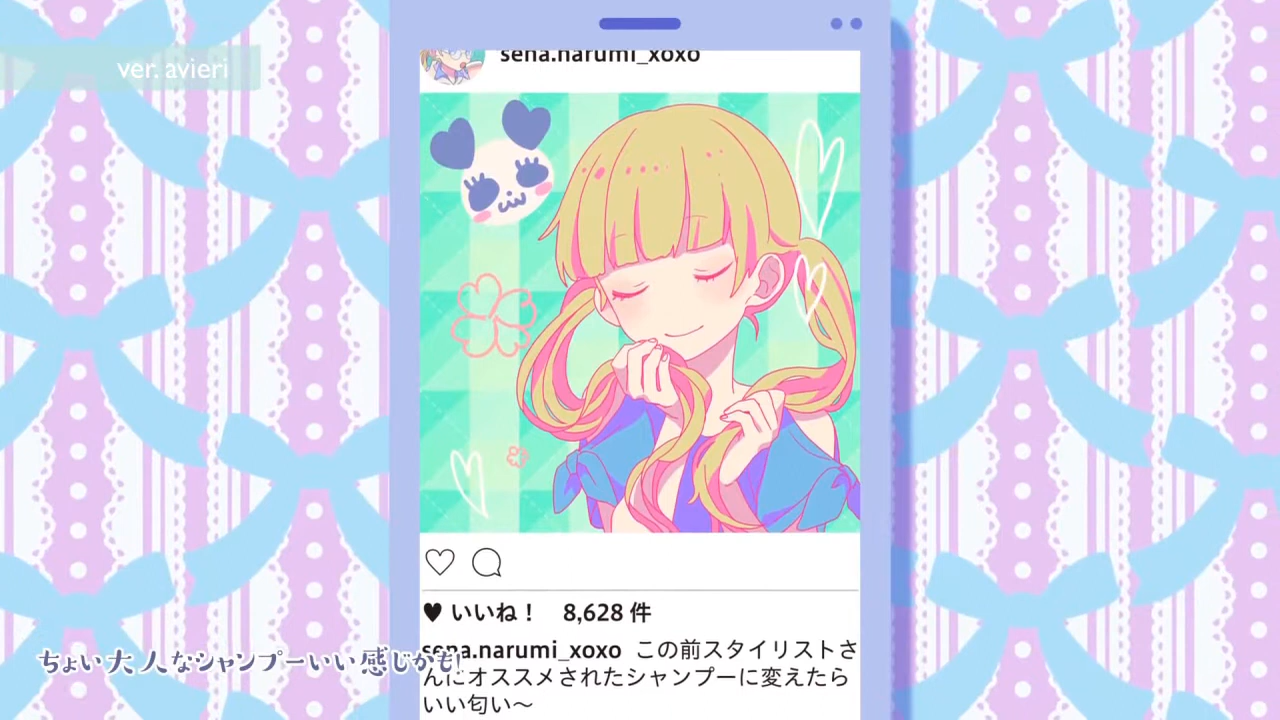 sena.narumi_xoxo
ver. avieri
♥ いいね！ 8,628 件
sena.narumi_xoxo この前スタイリストさ
んにオススメされたシャンプーに変えたら
いい匂い～
ちょい大人なシャンプーいい感じかも!